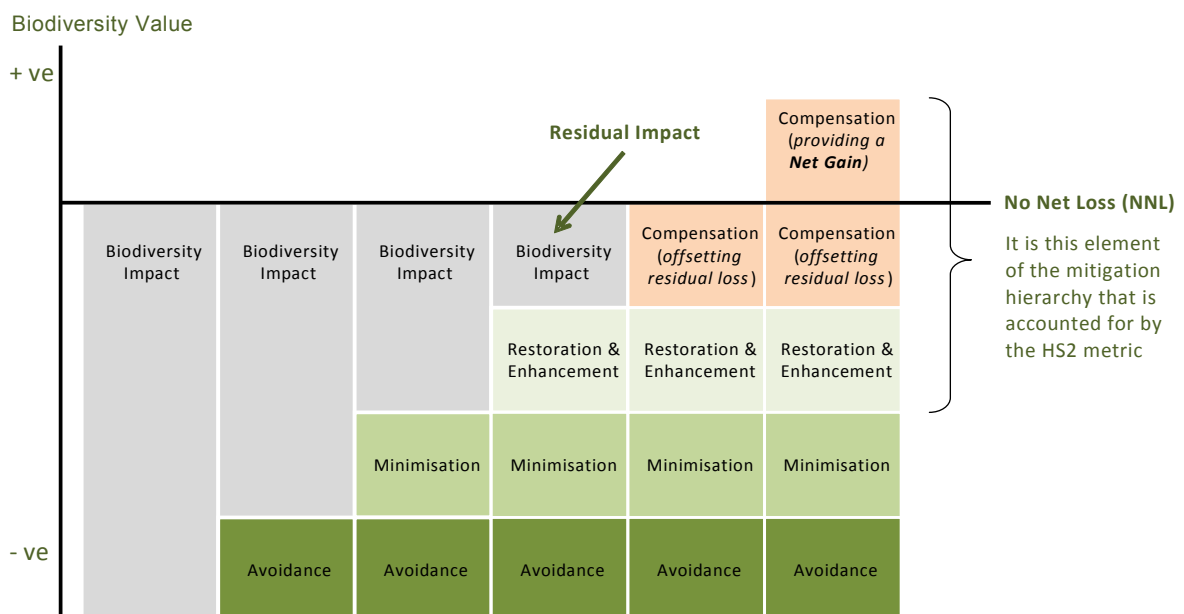 Biodiversity Value
+ ve
Compensation
(providing a
Net Gain)
Residual Impact
No Net Loss (NNL)
Biodiversity
Impact
Biodiversity
Impact
Biodiversity
Impact
Biodiversity
Impact
Compensation
(offsetting
residual loss)
Compensation
(offsetting
residual loss)
It is this element
of the mitigation
hierarchy that is
accounted for by
the HS2 metric
Restoration &
Enhancement
Restoration &
Enhancement
Restoration &
Enhancement
Minimisation
Minimisation
Minimisation
Minimisation
- ve
Avoidance
Avoidance
Avoidance
Avoidance
Avoidance